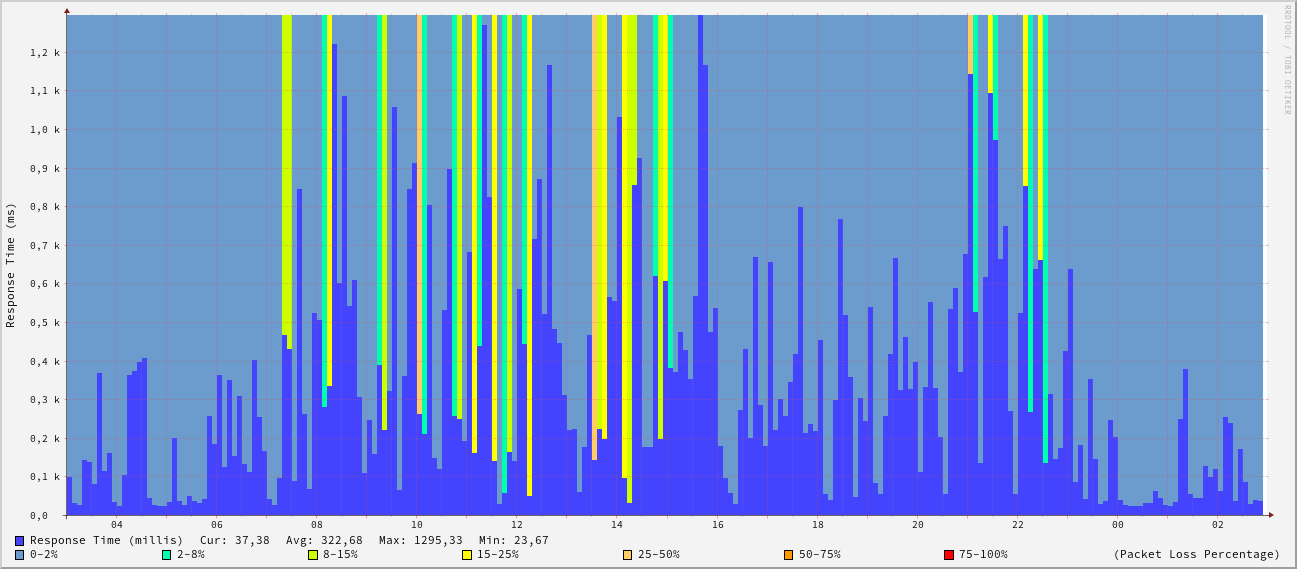 RRDTOOL / TOBI OETIKER
Response Time (ms)
1,2 k
1,1 k
1,0 k
0,9 k
0,8 k
0,7 k
0,6 k
0,5 k
0,4 k
0,3 k
0,2 k
0,1 k
0,0
04 06 08 10 12 14 16 18 20 22 00 02
Response Time (millis) Cur: 37,38 Avg: 322,68 Max: 1295,33 Min: 23,67
0-2% 2-8% 8-15% 15-25% 25-50% 50-75% 75-100% (Packet Loss Percentage)